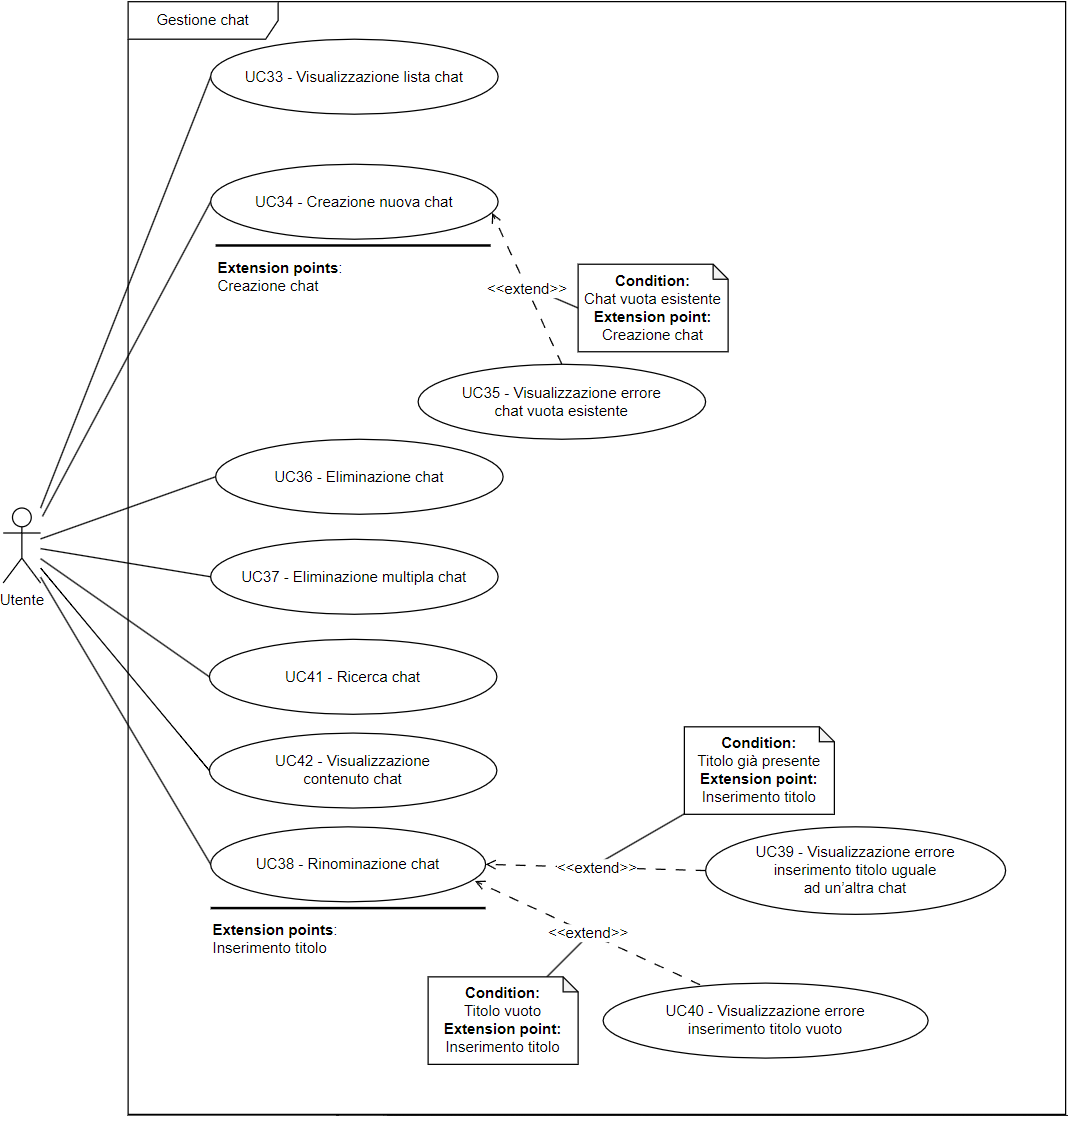 Gestione chat
UC33 - Visualizzazione lista chat
UC34 - Creazione nuova chat
Extension points:
Creazione chat
<<extend>>
Condition:
Chat vuota esistente
Extension point:
Creazione chat
UC35 - Visualizzazione errore
chat vuota esistente
UC36 - Eliminazione chat
Utente
UC37 - Eliminazione multipla chat
UC41 - Ricerca chat
UC42 - Visualizzazione
contenuto chat
Condition:
Titolo già presente
Extension point:
Inserimento titolo
UC38 - Rinominazione chat
<<extend>>
UC39 - Visualizzazione errore
inserimento titolo uguale
ad un'altra chat
Extension points:
Inserimento titolo
<<extend>>
Condition:
Titolo vuoto
Extension point:
Inserimento titolo
UC40 - Visualizzazione errore
inserimento titolo vuoto